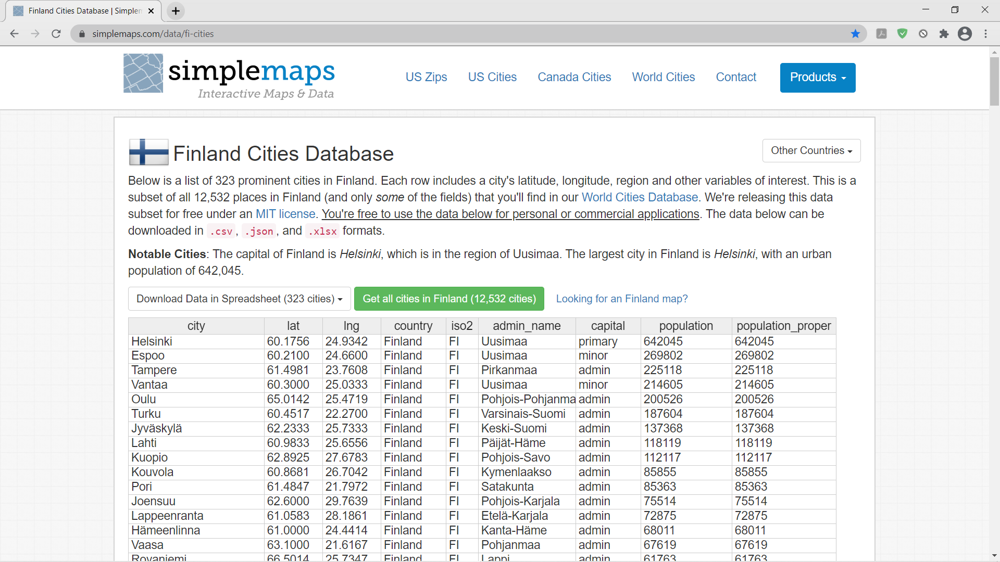 Finland Cities Database | Simplem
simplemaps.com/data/fi-cities
simplemaps
Interactive Maps & Data
US Zips US Cities Canada Cities World Cities Contact Products
Finland Cities Database
Other Countries
Below is a list of 323 prominent cities in Finland. Each row includes a city's latitude, longitude, region and other variables of interest. This is a
subset of all 12,532 places in Finland (and only some of the fields) that you'll find in our World Cities Database. We're releasing this data
subset for free under an MIT license. You're free to use the data below for personal or commercial applications. The data below can be
downloaded in .csv, .json, and .xlsx formats.
Notable Cities: The capital of Finland is Helsinki, which is in the region of Uusimaa. The largest city in Finland is Helsinki, with an urban
population of 642,045.
Download Data in Spreadsheet (323 cities) Get all cities in Finland (12,532 cities) Looking for an Finland map?
city lat lng country iso2 admin_name capital population population_proper
Helsinki 60.1756 24.9342 Finland FI Uusimaa primary 642045 642045
Espoo 60.2100 24.6600 Finland FI Uusimaa minor 269802 269802
Tampere 61.4981 23.7608 Finland FI Pirkanmaa admin 225118 225118
Vantaa 60.3000 25.0333 Finland FI Uusimaa minor 214605 214605
Oulu 65.0142 25.4719 Finland FI Pohjois-Pohjanma admin 200526 200526
Turku 60.4517 22.2700 Finland FI Varsinais-Suomi admin 187604 187604
Jyväskylä 62.2333 25.7333 Finland FI Keski-Suomi admin 137368 137368
Lahti 60.9833 25.6556 Finland FI Päijät-Häme admin 118119 118119
Kuopio 62.8925 27.6783 Finland FI Pohjois-Savo admin 112117 112117
Kouvola 60.8681 26.7042 Finland FI Kymenlaakso admin 85855 85855
Pori 61.4847 21.7972 Finland FI Satakunta admin 85363 85363
Joensuu 62.6000 29.7639 Finland FI Pohjois-Karjala admin 75514 75514
Lappeenranta 61.0583 28.1861 Finland FI Etelä-Karjala admin 72875 72875
Hämeenlinna 61.0000 24.4414 Finland FI Kanta-Häme admin 68011 68011
Vaasa 63.1000 21.6167 Finland FI Pohjanmaa admin 67619 67619
Rovaniemi 66.5014 25.7347 Finland FI Lappi admin 61763 61763